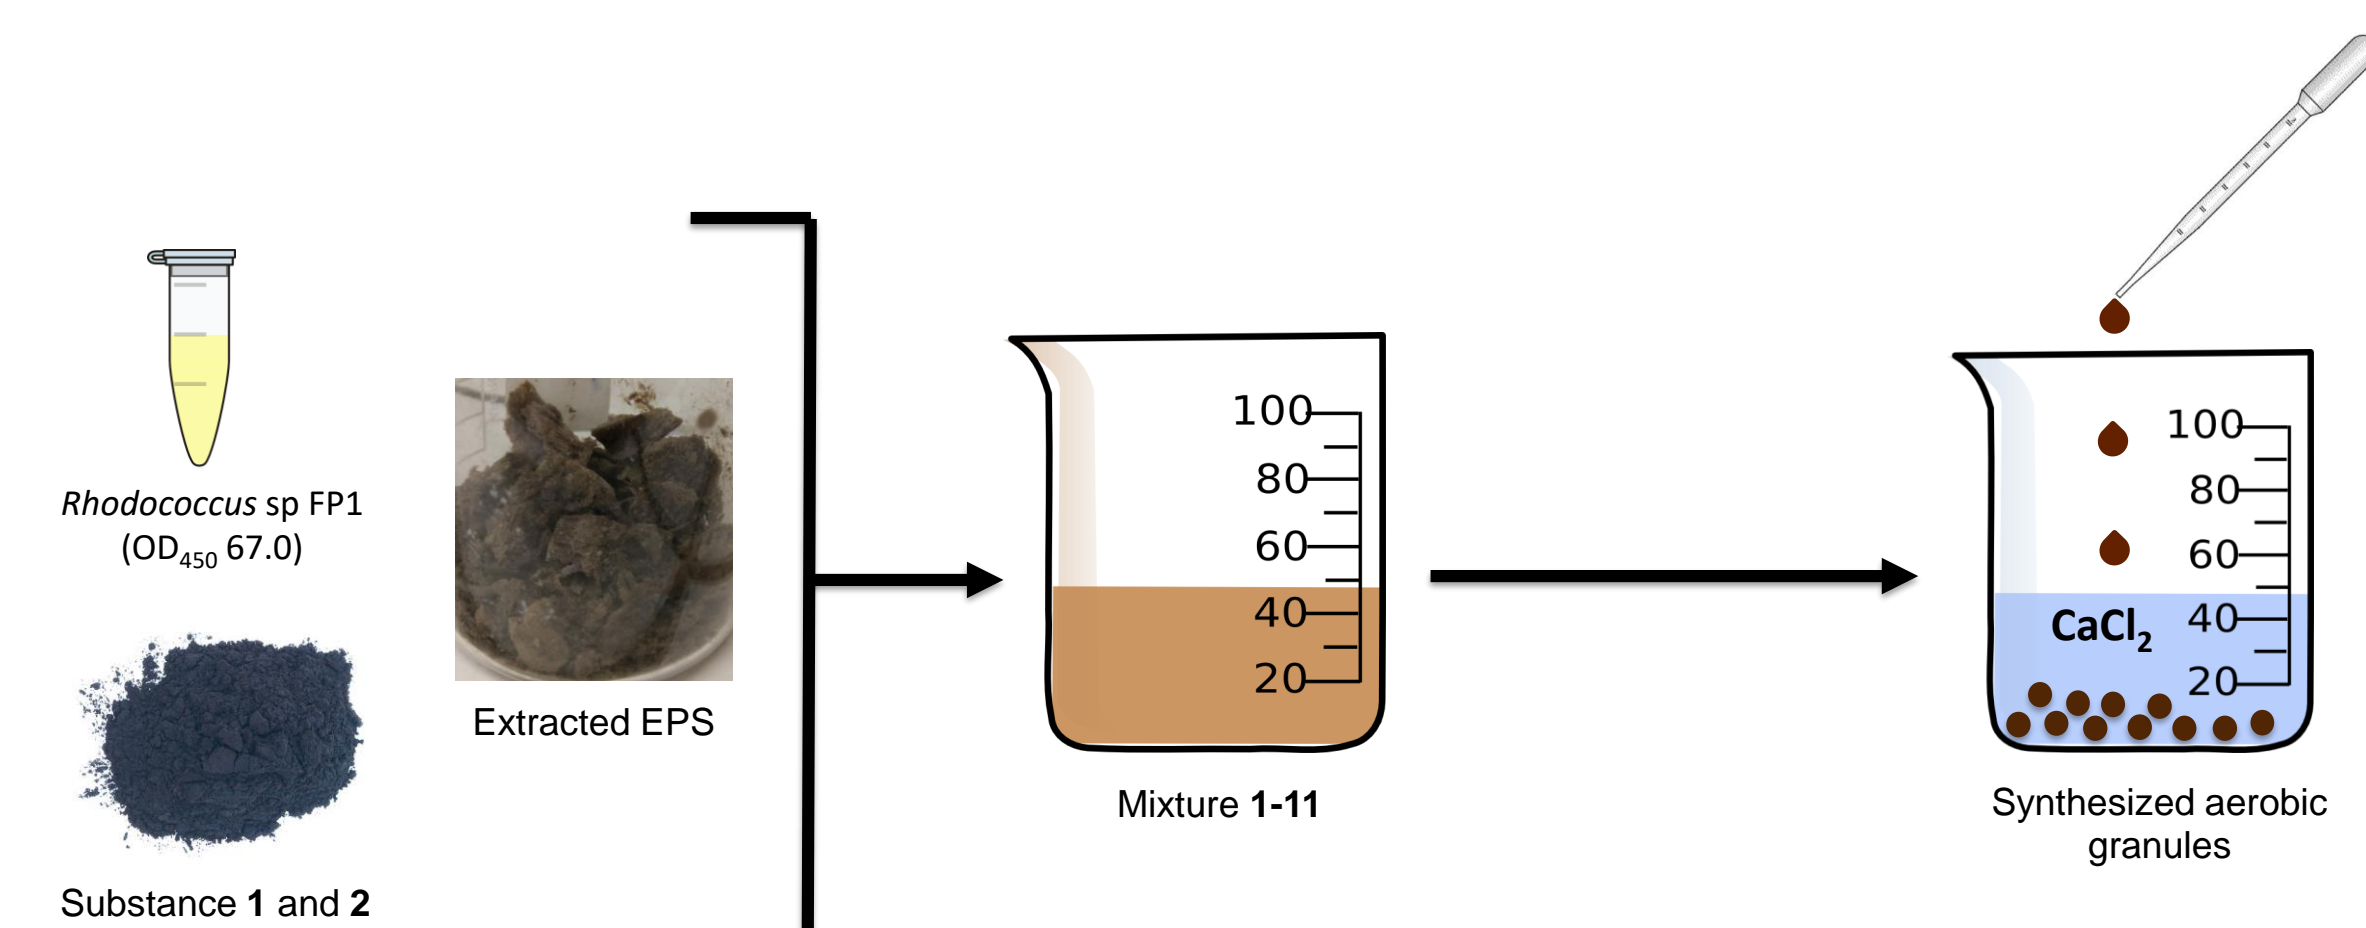 Rhodococcus sp FP1
(OD450 67.0)
Substance 1 and 2
Extracted EPS
100
80
60
40
20
Mixture 1-11
100
80
60
CaCl2
40
20
Synthesized aerobic
granules